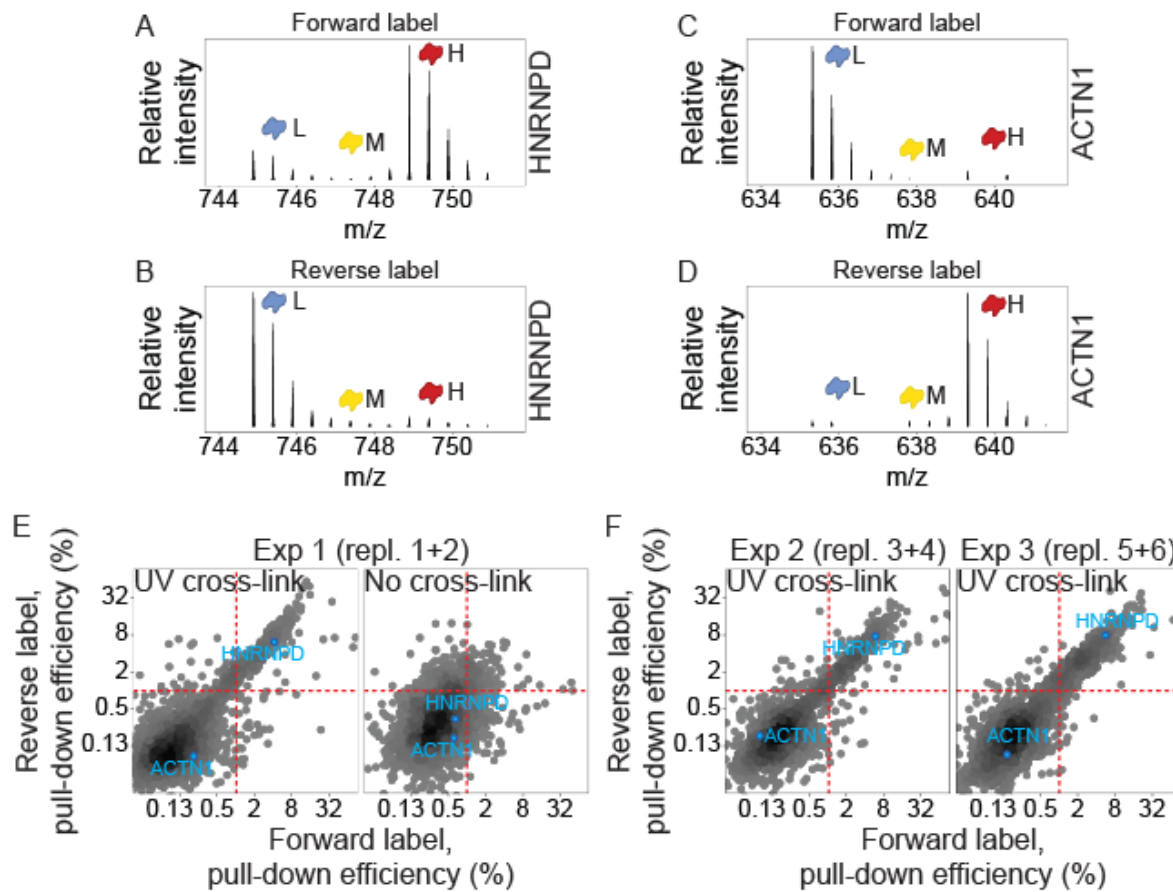 A
Forward label
Relative
intensity
L
M
H
HNRNPD
744 746 748 750
m/z
B
Reverse label
Relative
intensity
L
M
H
HNRNPD
744 746 748 750
m/z
C
Forward label
Relative
intensity
L
M
H
ACTN1
634 636 638 640
m/z
D
Reverse label
Relative
intensity
L
M
H
ACTN1
634 636 638 640
m/z
E
Exp 1 (repl. 1+2)
UV cross-link
No cross-link
Reverse label,
pull-down efficiency (%)
32
8
2
0.5
0.13
HNRNPD
ACTN1
HNRNPD
ACTN1
0.13 0.5 2 8 32
0.13 0.5 2 8 32
Forward label,
pull-down efficiency (%)
F
Exp 2 (repl. 3+4)
Exp 3 (repl. 5+6)
UV cross-link
UV cross-link
Reverse label,
pull-down efficiency (%)
32
8
2
0.5
0.13
HNRNPD
ACTN1
HNRNPD
ACTN1
0.13 0.5 2 8 32
0.13 0.5 2 8 32
Forward label,
pull-down efficiency (%)